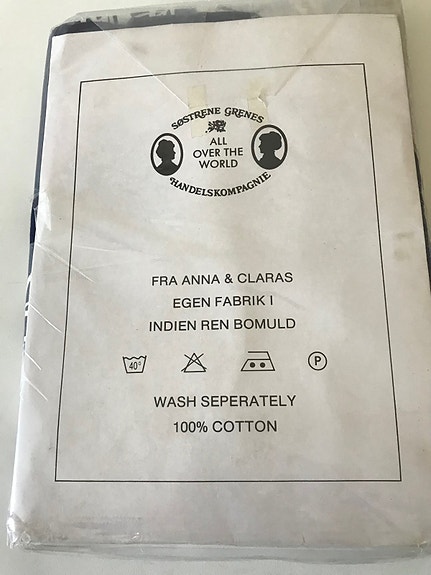 SØSTRENE GRENES
ALL
OVER THE
WORLD
HANDELSKOMPAGNIE
FRA ANNA & CLARAS
EGEN FABRIK I
INDIEN REN BOMULD
40° P
WASH SEPERATELY
100% COTTON